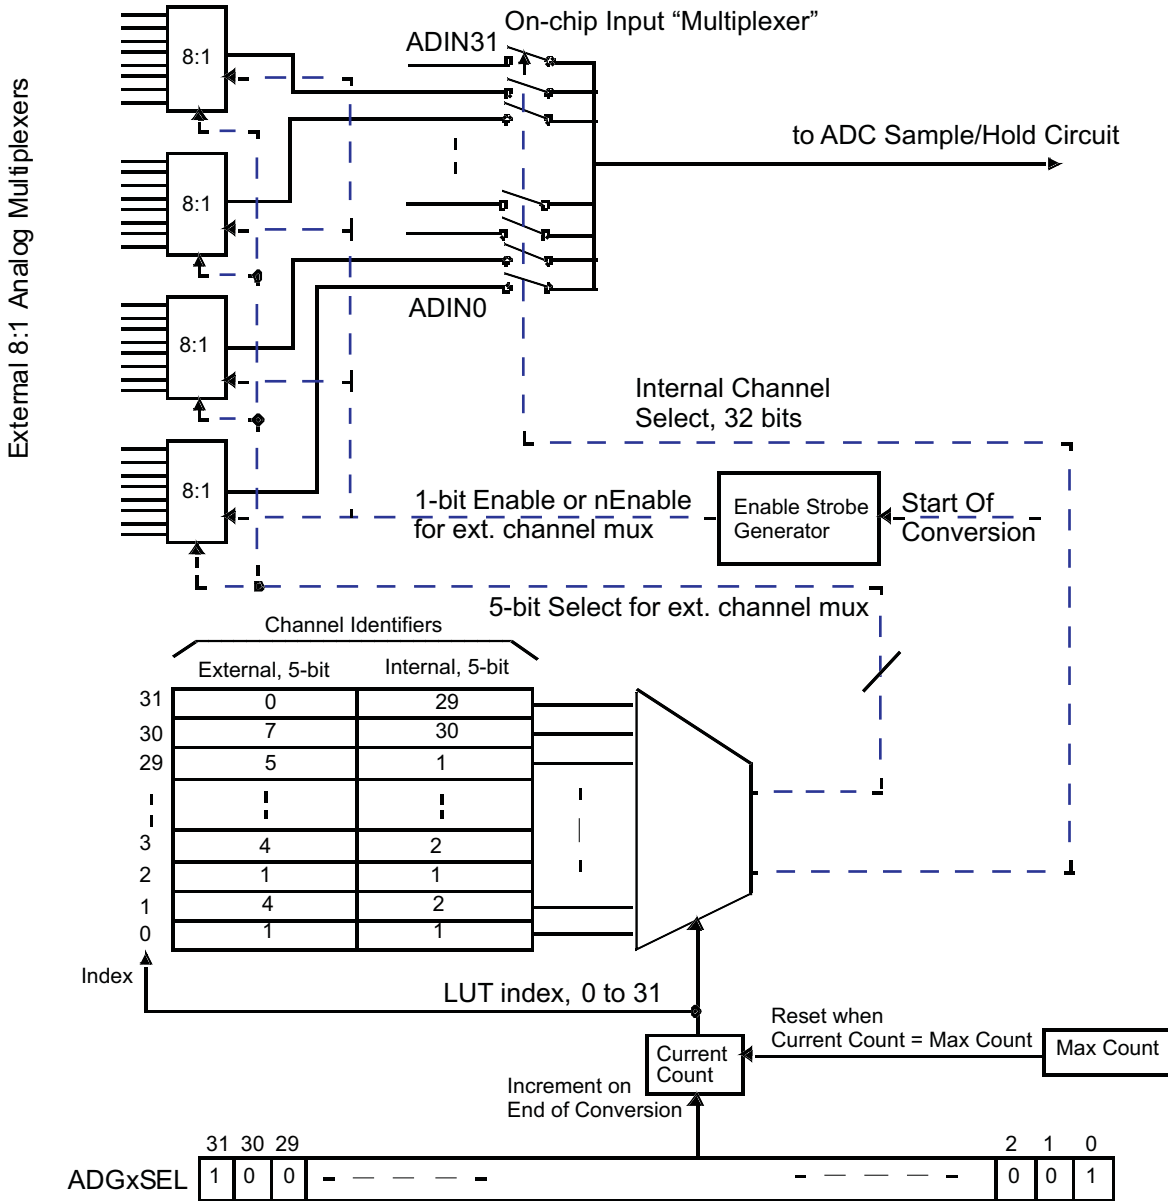 External 8:1 Analog Multiplexers
On-chip Input “Multiplexer”
ADIN31
8:1
to ADC Sample/Hold Circuit
8:1
ADIN0
8:1
Internal Channel
Select, 32 bits
8:1
1-bit Enable or nEnable
for ext. channel mux
Enable Strobe
Generator
Start Of
Conversion
5-bit Select for ext. channel mux
Channel Identifiers
External, 5-bit Internal, 5-bit
31 0 29
30 7 30
29 5 1
3 4 2
2 1 1
1 4 2
0 1 1
Index
LUT index, 0 to 31
Reset when
Current Count = Max Count
Max Count
Current
Count
Increment on
End of Conversion
31 30 29 2 1 0
ADGxSEL 1 0 0 0 0 1